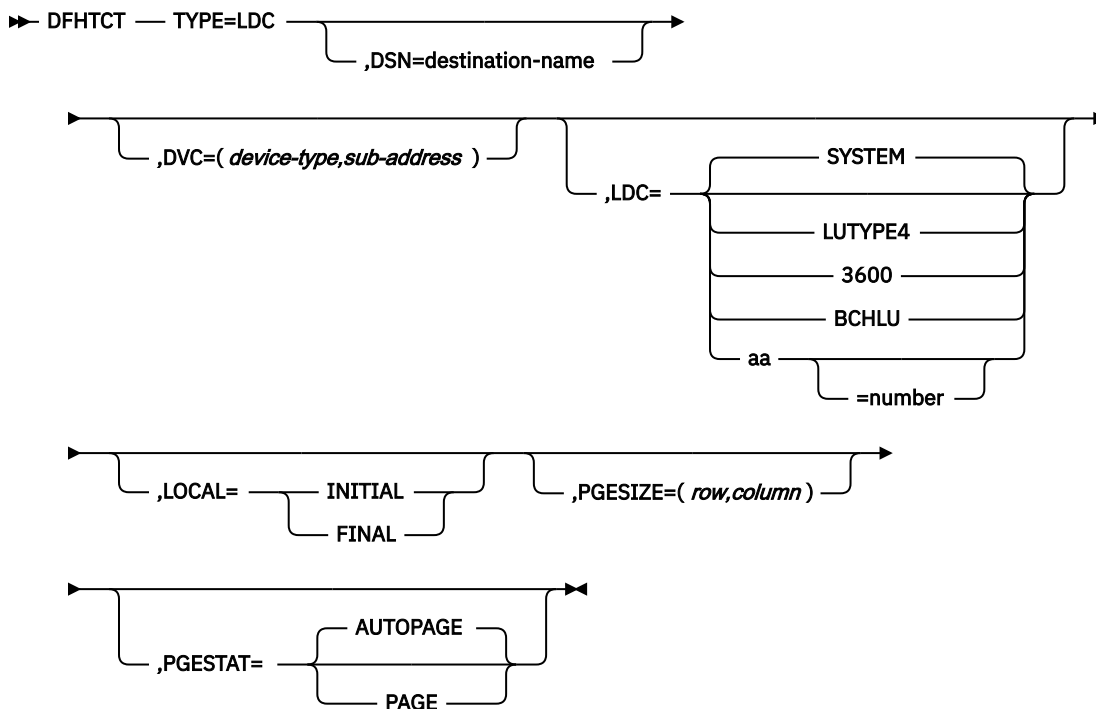 DFHTCT TYPE=LDC
,DSN=destination-name
,DVC=( device-type,sub-address )
,LDC=
SYSTEM
LUTYPE4
3600
BCHLU
aa
=number
,LOCAL=
INITIAL
FINAL
,PGESIZE=( row,column )
,PGESTAT=
AUTOPAGE
PAGE